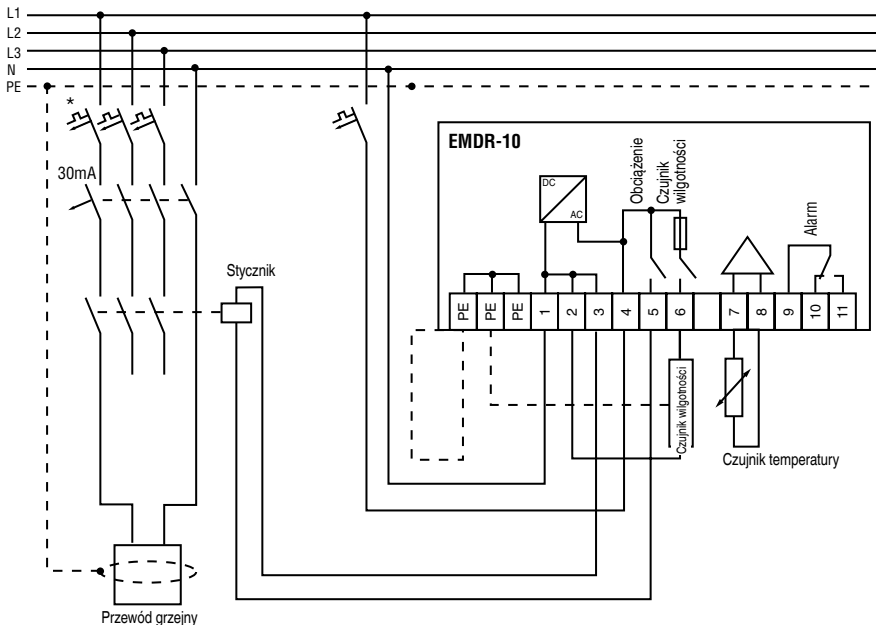 L1
L2
L3
N
PE
*
30mA
EMDR-10
DC
AC
Obciążenie
Czujnik
wilgotności
Alarm
Stycznik
PE
PE
PE
1
2
3
4
5
6
7
8
9
10
11
Czujnik wilgotności
Czujnik temperatury
Przewód grzejny